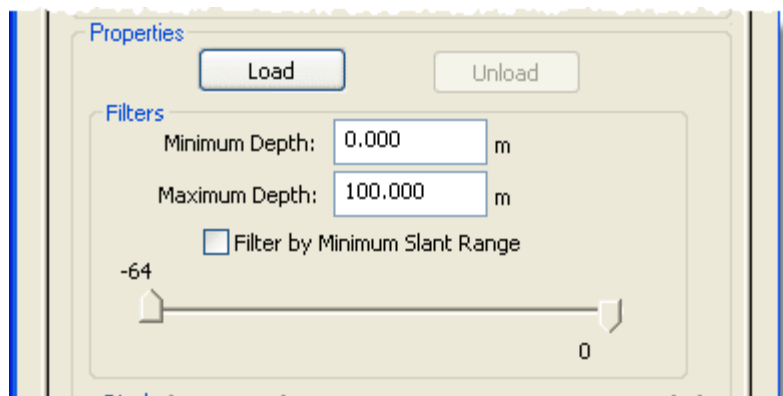 Properties
Load Unload
Filters
Minimum Depth: 0.000 m
Maximum Depth: 100.000 m
Filter by Minimum Slant Range
-64
0